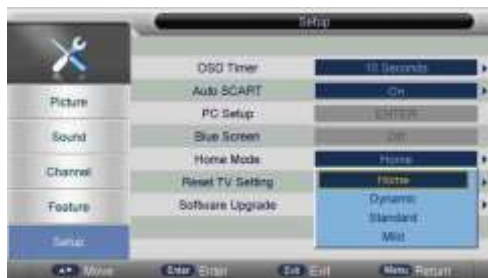 Setup
OSD Timer 10 Seconds
Auto SCART On
PC Setup ENTER
Blue Screen Off
Home Mode Home
Reset TV Setting
Software Upgrade
Home
Dynamic
Standard
Mild
Picture
Sound
Channel
Feature
Setup
Move Enter Enter Exit Exit Menu Return